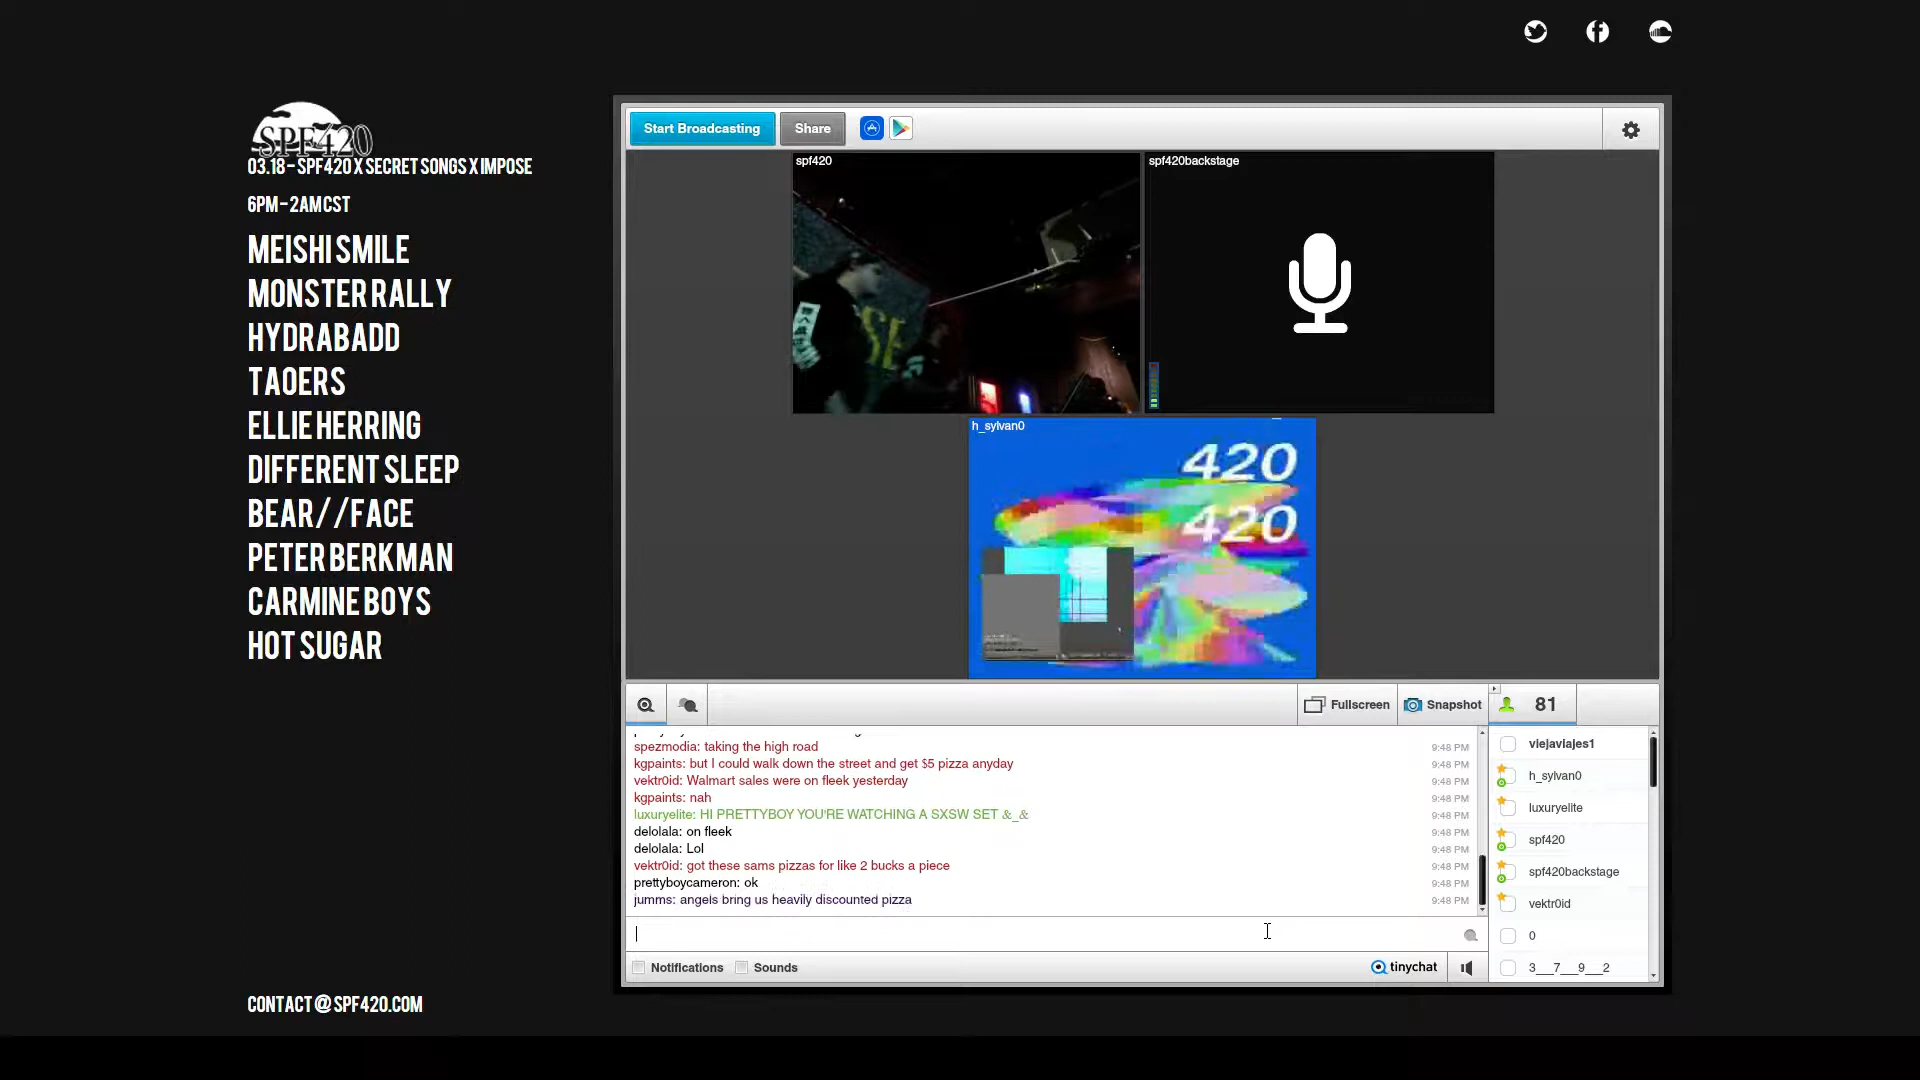 SPF420
03.18 - SPF420 X SECRET SONGS X IMPOSE
6PM - 2AM CST
MEISHI SMILE
MONSTER RALLY
HYDRABADD
TAOERS
ELLIE HERRING
DIFFERENT SLEEP
BEAR//FACE
PETER BERKMAN
CARMINE BOYS
HOT SUGAR
CONTACT@SPF420.COM
Start Broadcasting
Share
spf420
spf420backstage
h_sylvan0
420
420
Fullscreen
Snapshot
81
spezmodia: taking the high road 9:48 PM
kgpaints: but I could walk down the street and get $5 pizza anyday 9:48 PM
vektr0id: Walmart sales were on fleek yesterday 9:48 PM
kgpaints: nah 9:48 PM
luxuryelite: HI PRETTYBOY YOU'RE WATCHING A SXSW SET &_& 9:48 PM
delolala: on fleek 9:48 PM
delolala: Lol 9:48 PM
vektr0id: got these sams pizzas for like 2 bucks a piece 9:48 PM
prettyboycameron: ok 9:48 PM
jumms: angels bring us heavily discounted pizza 9:48 PM
Notifications
Sounds
tinychat
viejaviajes1
h_sylvan0
luxuryelite
spf420
spf420backstage
vektr0id
0
3__7__9__2